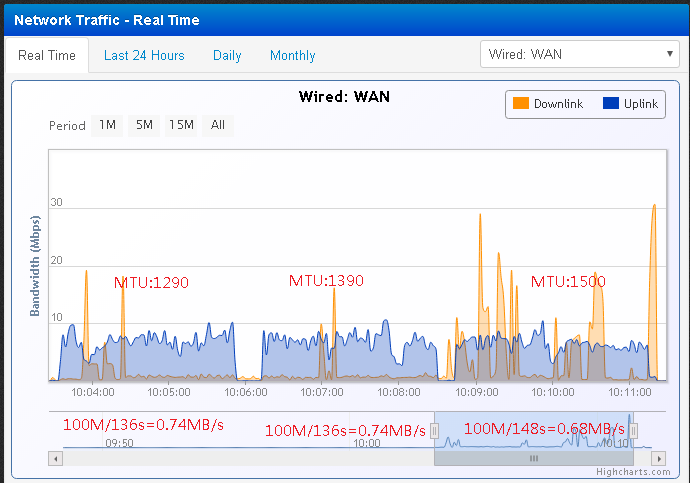 Network Traffic - Real Time
Real Time Last 24 Hours Daily Monthly Wired: WAN
Wired: WAN
Downlink Uplink
Period 1M 5M 15M All
Bandwidth (Mbps)
30
20
10
MTU:1290 MTU:1390 MTU:1500
10:04:00 10:05:00 10:06:00 10:07:00 10:08:00 10:09:00 10:10:00 10:11:00
100M/136s=0.74MB/s 100M/136s=0.74MB/s 100M/148s=0.68MB/s
09:50 10:00 10:10
Highcharts.com